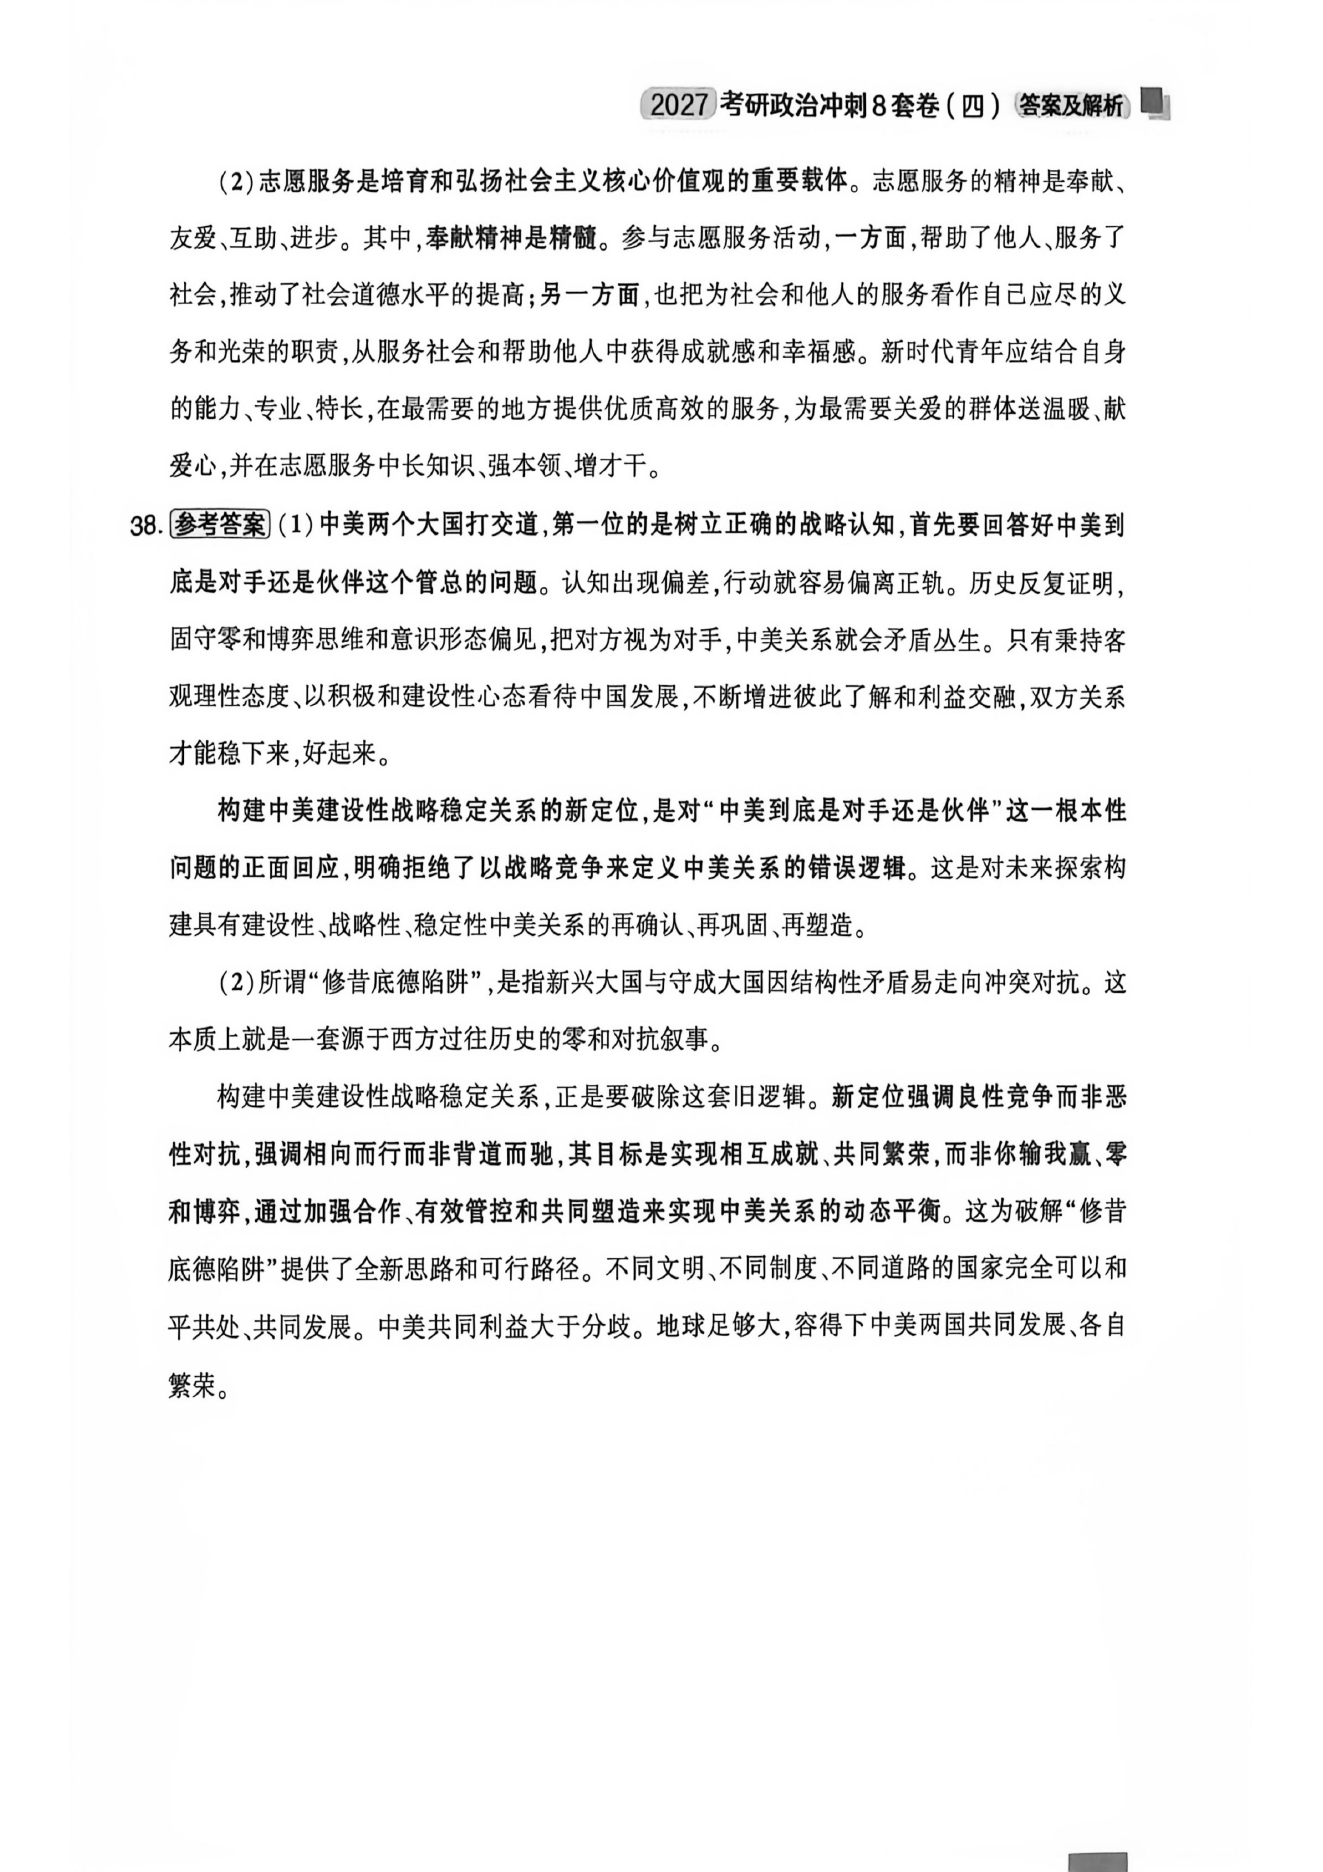 2027考研政治冲刺8套卷(四) 答案及解析
(2)志愿服务是培育和弘扬社会主义核心价值观的重要载体。志愿服务的精神是奉献、
友爱、互助、进步。其中,奉献精神是精髓。参与志愿服务活动,一方面,帮助了他人、服务了
社会,推动了社会道德水平的提高;另一方面,也把为社会和他人的服务看作自己应尽的义
务和光荣的职责,从服务社会和帮助他人中获得成就感和幸福感。新时代青年应结合自身
的能力、专业、特长,在最需要的地方提供优质高效的服务,为最需要关爱的群体送温暖、献
爱心,并在志愿服务中长知识、强本领、增才干。
38. 参考答案 (1)中美两个大国打交道,第一位的是树立正确的战略认知,首先要回答好中美到
底是对手还是伙伴这个管总的问题。认知出现偏差,行动就容易偏离正轨。历史反复证明,
固守零和博弈思维和意识形态偏见,把对方视为对手,中美关系就会矛盾丛生。只有秉持客
观理性态度、以积极和建设性心态看待中国发展,不断增进彼此了解和利益交融,双方关系
才能稳下来,好起来。
构建中美建设性战略稳定关系的新定位,是对“中美到底是对手还是伙伴”这一根本性
问题的正面回应,明确拒绝了以战略竞争来定义中美关系的错误逻辑。这是对未来探索构
建具有建设性、战略性、稳定性中美关系的再确认、再巩固、再塑造。
(2)所谓“修昔底德陷阱”,是指新兴大国与守成大国因结构性矛盾易走向冲突对抗。这
本质上就是一套源于西方过往历史的零和对抗叙事。
构建中美建设性战略稳定关系,正是要破除这套旧逻辑。新定位强调良性竞争而非恶
性对抗,强调相向而行而非背道而驰,其目标是实现相互成就、共同繁荣,而非你输我赢、零
和博弈,通过加强合作、有效管控和共同塑造来实现中美关系的动态平衡。这为破解“修昔
底德陷阱”提供了全新思路和可行路径。不同文明、不同制度、不同道路的国家完全可以和
平共处、共同发展。中美共同利益大于分歧。地球足够大,容得下中美两国共同发展、各自
繁荣。